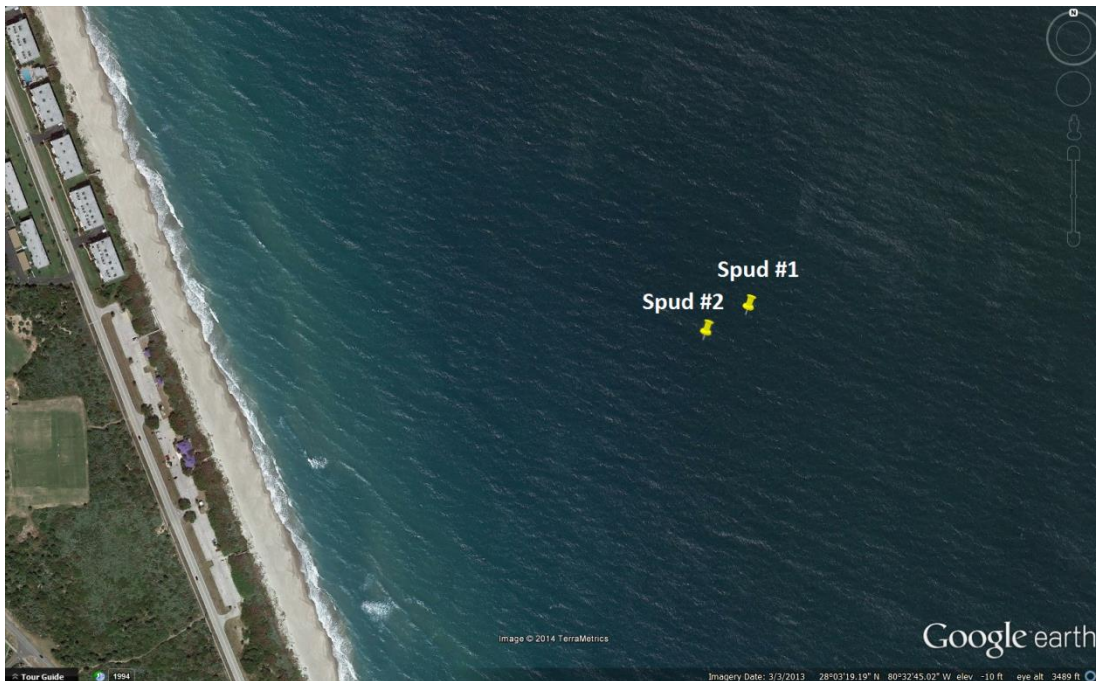 N
Spud #1
Spud #2
Image © 2014 TerraMetrics
Google earth
Tour Guide
1994
Imagery Date: 3/3/2013 28°03'19.19" N 80°32'45.02" W elev -10 ft eye alt 3489 ft